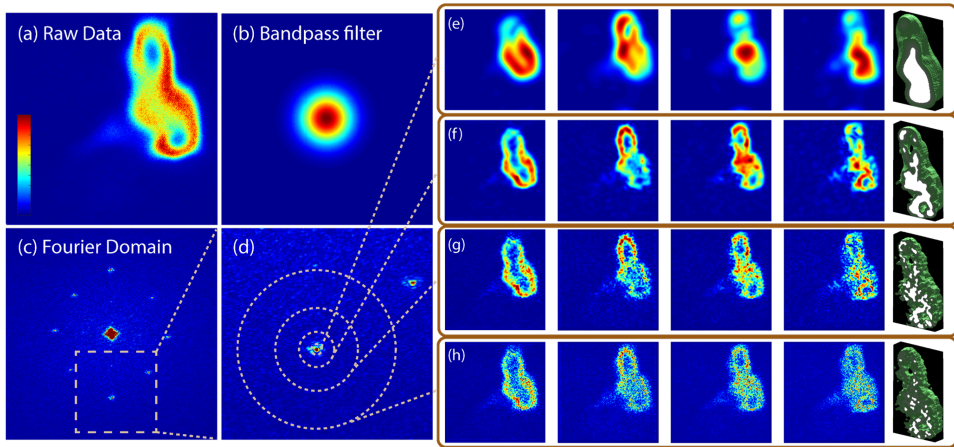 (a) Raw Data
(b) Bandpass filter
(c) Fourier Domain
(d)
(e)
(f)
(g)
(h)